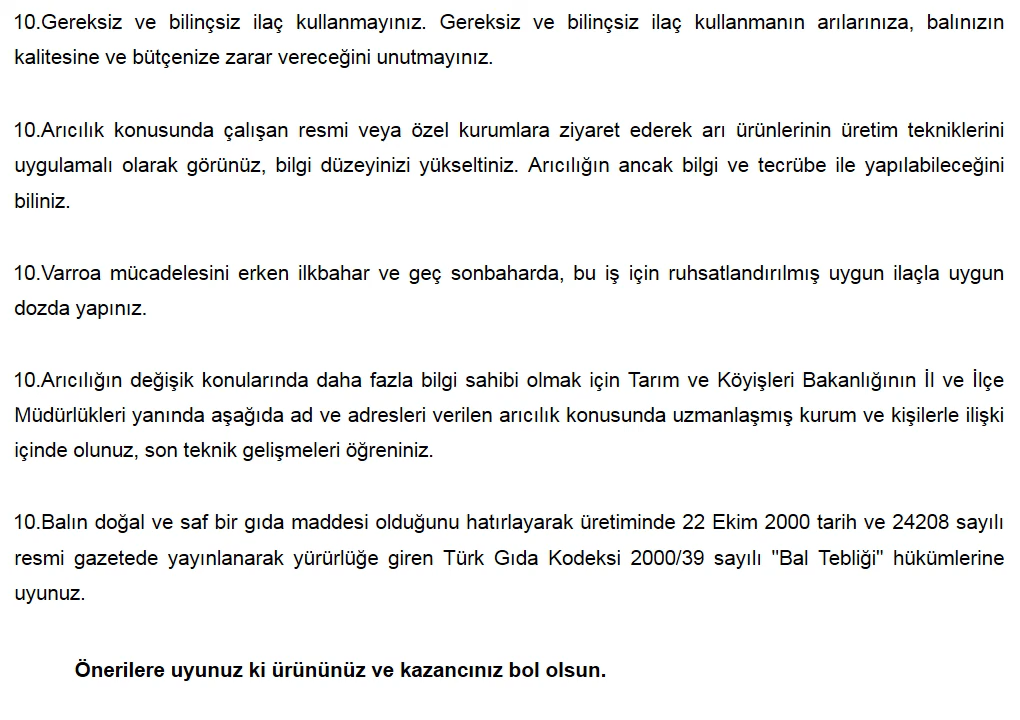 10.Gereksiz ve bilinçsiz ilaç kullanmayınız. Gereksiz ve bilinçsiz ilaç kullanmanın arılarınıza, balınızın
kalitesine ve bütçenize zarar vereceğini unutmayınız.
10.Arıcılık konusunda çalışan resmi veya özel kurumlara ziyaret ederek arı ürünlerinin üretim tekniklerini
uygulamalı olarak görünüz, bilgi düzeyinizi yükseltiniz. Arıcılığın ancak bilgi ve tecrübe ile yapılabileceğini
biliniz.
10.Varroa mücadelesini erken ilkbahar ve geç sonbaharda, bu iş için ruhsatlandırılmış uygun ilaçla uygun
dozda yapınız.
10.Arıcılığın değişik konularında daha fazla bilgi sahibi olmak için Tarım ve Köyişleri Bakanlığının İl ve İlçe
Müdürlükleri yanında aşağıda ad ve adresleri verilen arıcılık konusunda uzmanlaşmış kurum ve kişilerle ilişki
içinde olunuz, son teknik gelişmeleri öğreniniz.
10.Balın doğal ve saf bir gıda maddesi olduğunu hatırlayarak üretiminde 22 Ekim 2000 tarih ve 24208 sayılı
resmi gazetede yayınlanarak yürürlüğe giren Türk Gıda Kodeksi 2000/39 sayılı "Bal Tebliği" hükümlerine
uyunuz.
Önerilere uyunuz ki ürününüz ve kazancınız bol olsun.